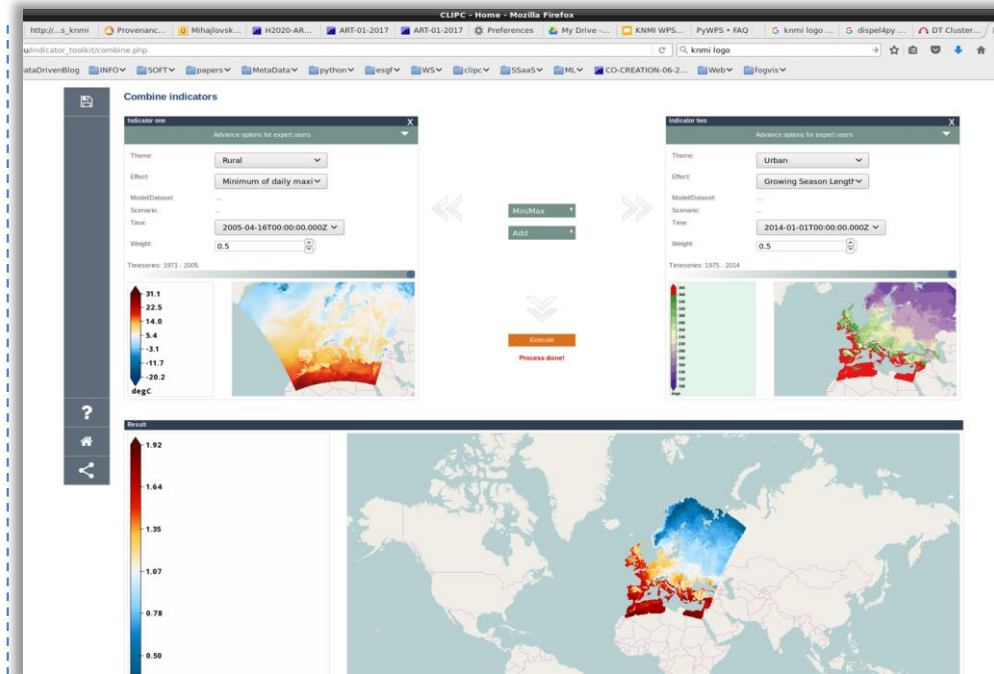 CLIPC - Home - Mozilla Firefox
http://...s_knmi
Provenanc...
Mihajlovsk...
H2020-AR...
ART-01-2017
ART-01-2017
Preferences
My Drive -...
KNMI WPS...
PyWPS • FAQ
knmi logo ...
dispel4py ...
DT Cluster...
u/indicator_toolkit/combine.php
knmi logo
ataDrivenBlog
INFO
SOFT
papers
MetaData
python
esgf
WS
clipc
SSaaS
ML
CO-CREATION-06-2...
Web
fogvis
Combine indicators
Indicator one
X
Advance options for expert users
Theme:
Rural
Effect:
Minimum of daily maxi
Model/Dataset:
...
Scenario:
...
Time:
2005-04-16T00:00:00.000Z
Weight:
0.5
Timeseries: 1971 - 2005
31.1
22.5
14.0
5.4
-3.1
-11.7
-20.2
degC
Min/Max
Add
Execute
Process done!
Indicator two
X
Advance options for expert users
Theme:
Urban
Effect:
Growing Season Length
Model/Dataset:
...
Scenario:
...
Time:
2014-01-01T00:00:00.000Z
Weight:
0.5
Timeseries: 1975 - 2014
?
Result
1.92
1.64
1.35
1.07
0.78
0.50